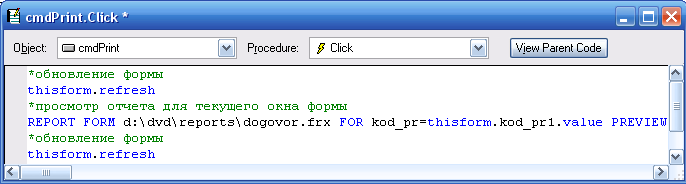 cmdPrint.Click *
Object: cmdPrint Procedure: Click View Parent Code
*обновление формы
thisform.refresh
*просмотр отчета для текущего окна формы
REPORT FORM d:\dvd\reports\dogovor.frx FOR kod_pr=thisform.kod_pr1.value PREVIEW
*обновление формы
thisform.refresh